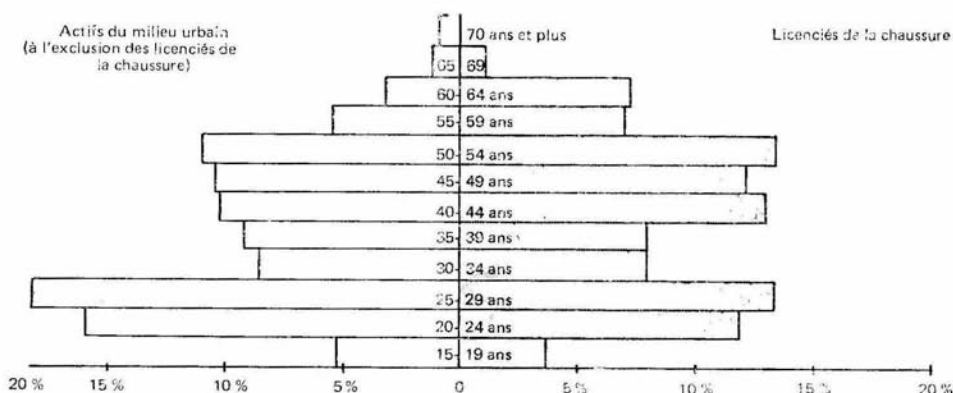 Actifs du milieu urbain
(à l'exclusion des licenciés de
la chaussure)
Licenciés de la chaussure
70 ans et plus
65 69
60 64 ans
55 59 ans
50 54 ans
45 49 ans
40 44 ans
35 39 ans
30 34 ans
25 29 ans
20 24 ans
15 19 ans
20 % 15 % 10 % 5 % 0 5 % 10 % 15 % 20 %